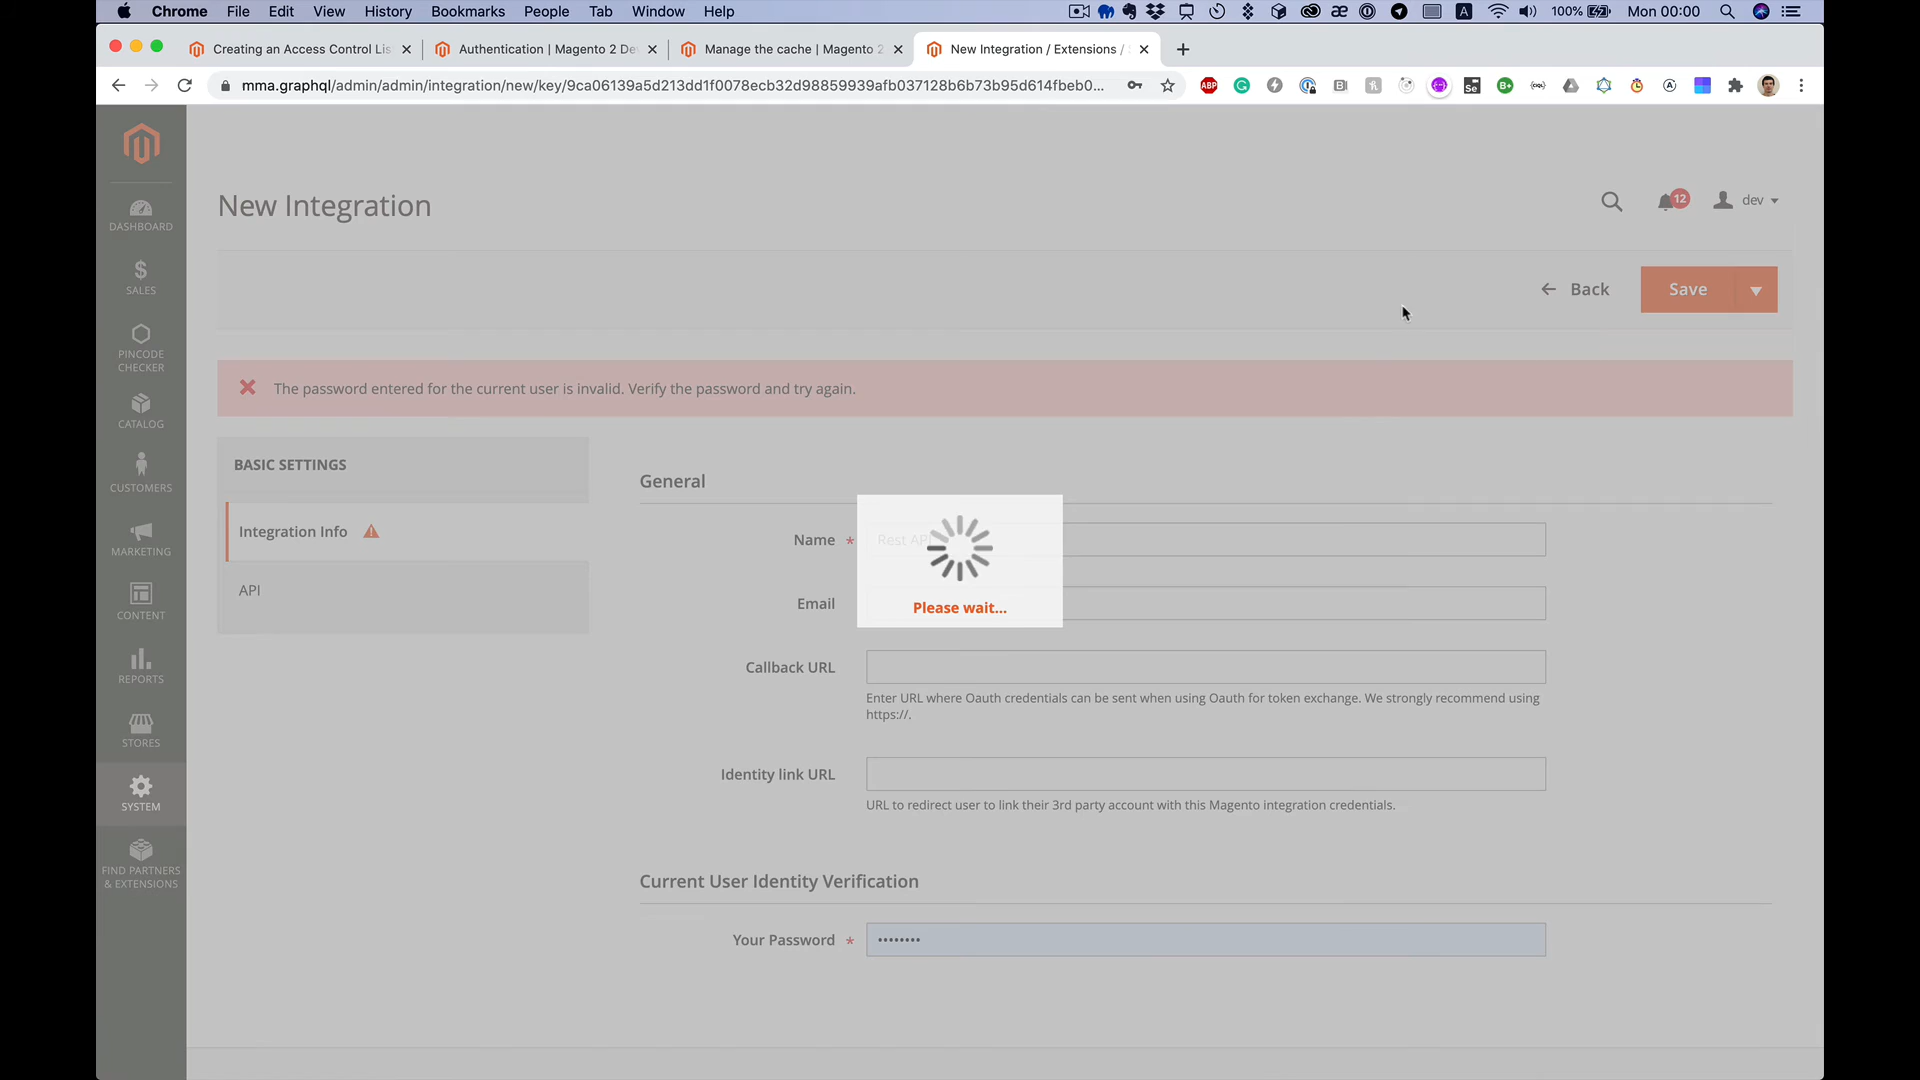 Chrome File Edit View History Bookmarks People Tab Window Help 100% Mon 00:00
Creating an Access Control Lis
Authentication | Magento 2 De
Manage the cache | Magento 2
New Integration / Extensions /
mma.graphql/admin/admin/integration/new/key/9ca06139a5d213dd1f0078ecb32d98859939afb037128b6b73b95d614fbeb0...
DASHBOARD
SALES
PINCODE
CHECKER
CATALOG
CUSTOMERS
MARKETING
CONTENT
REPORTS
STORES
SYSTEM
FIND PARTNERS
& EXTENSIONS
New Integration
12
dev
Back
Save
The password entered for the current user is invalid. Verify the password and try again.
BASIC SETTINGS
Integration Info
API
General
Name *
Rest API
Email
Please wait...
Callback URL
Enter URL where Oauth credentials can be sent when using Oauth for token exchange. We strongly recommend using
https://.
Identity link URL
URL to redirect user to link their 3rd party account with this Magento integration credentials.
Current User Identity Verification
Your Password *
••••••••